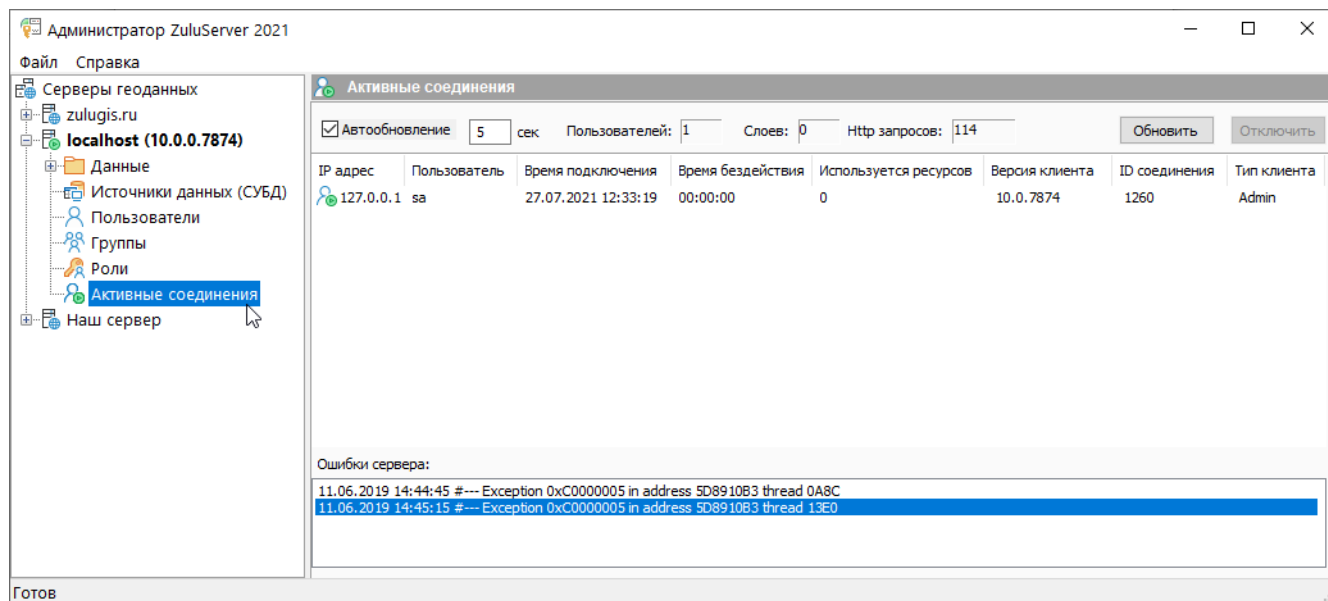 Администратор ZuluServer 2021
Файл Справка
Серверы геоданных
zulugis.ru
localhost (10.0.0.7874)
Данные
Источники данных (СУБД)
Пользователи
Группы
Роли
Активные соединения
Наш сервер
Активные соединения
Автообновление 5 сек Пользователей: 1 Слоев: 0 Http запросов: 114 Обновить Отключить
IP адрес Пользователь Время подключения Время бездействия Используется ресурсов Версия клиента ID соединения Тип клиента
127.0.0.1 sa 27.07.2021 12:33:19 00:00:00 0 10.0.7874 1260 Admin
Ошибки сервера:
11.06.2019 14:44:45 #--- Exception 0xC0000005 in address 5D8910B3 thread 0A8C
11.06.2019 14:45:15 #--- Exception 0xC0000005 in address 5D8910B3 thread 13E0
Готов